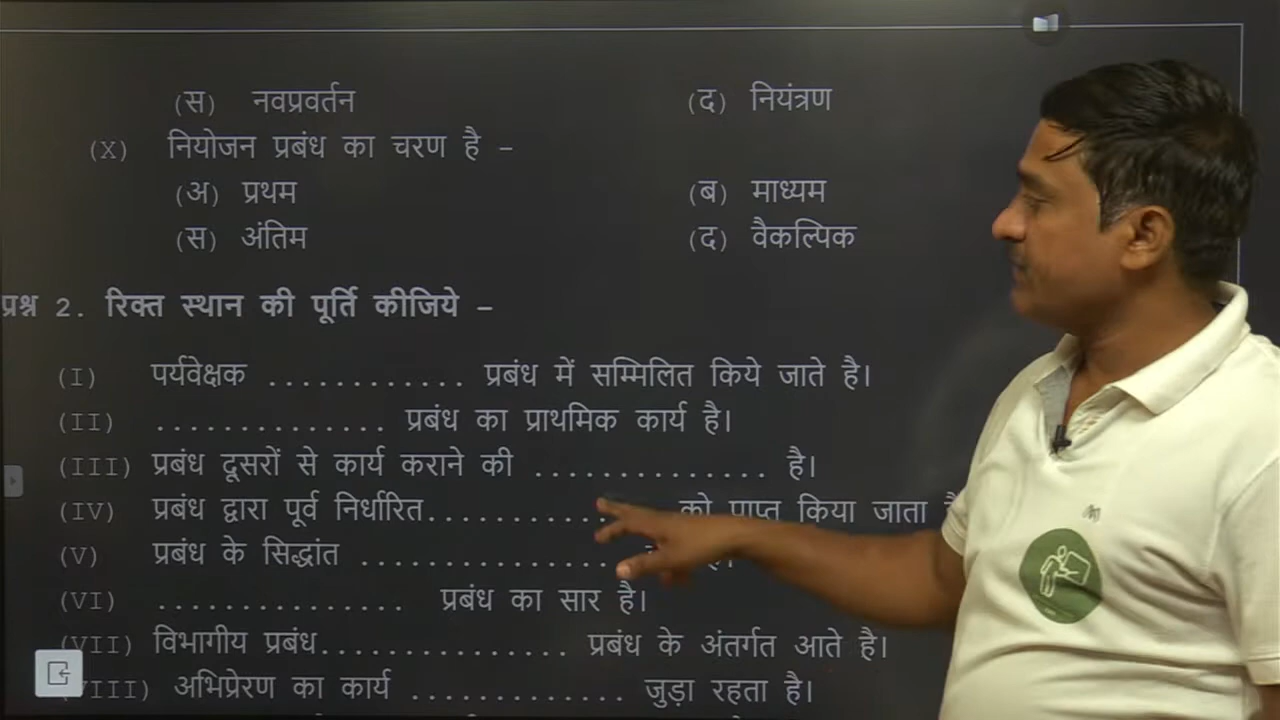 (स) नवप्रवर्तन (द) नियंत्रण
(X) नियोजन प्रबंध का चरण है -
(अ) प्रथम (ब) माध्यम
(स) अंतिम (द) वैकल्पिक
प्रश्न 2. रिक्त स्थान की पूर्ति कीजिये -
(I) पर्यवेक्षक ............ प्रबंध में सम्मिलित किये जाते है।
(II) .............. प्रबंध का प्राथमिक कार्य है।
(III) प्रबंध दूसरों से कार्य कराने की .............. है।
(IV) प्रबंध द्वारा पूर्व निर्धारित........... को प्राप्त किया जाता
(V) प्रबंध के सिद्धांत ............... है।
(VI) ............... प्रबंध का सार है।
(VII) विभागीय प्रबंध............... प्रबंध के अंतर्गत आते है।
(VIII) अभिप्रेरण का कार्य ............. जुड़ा रहता है।